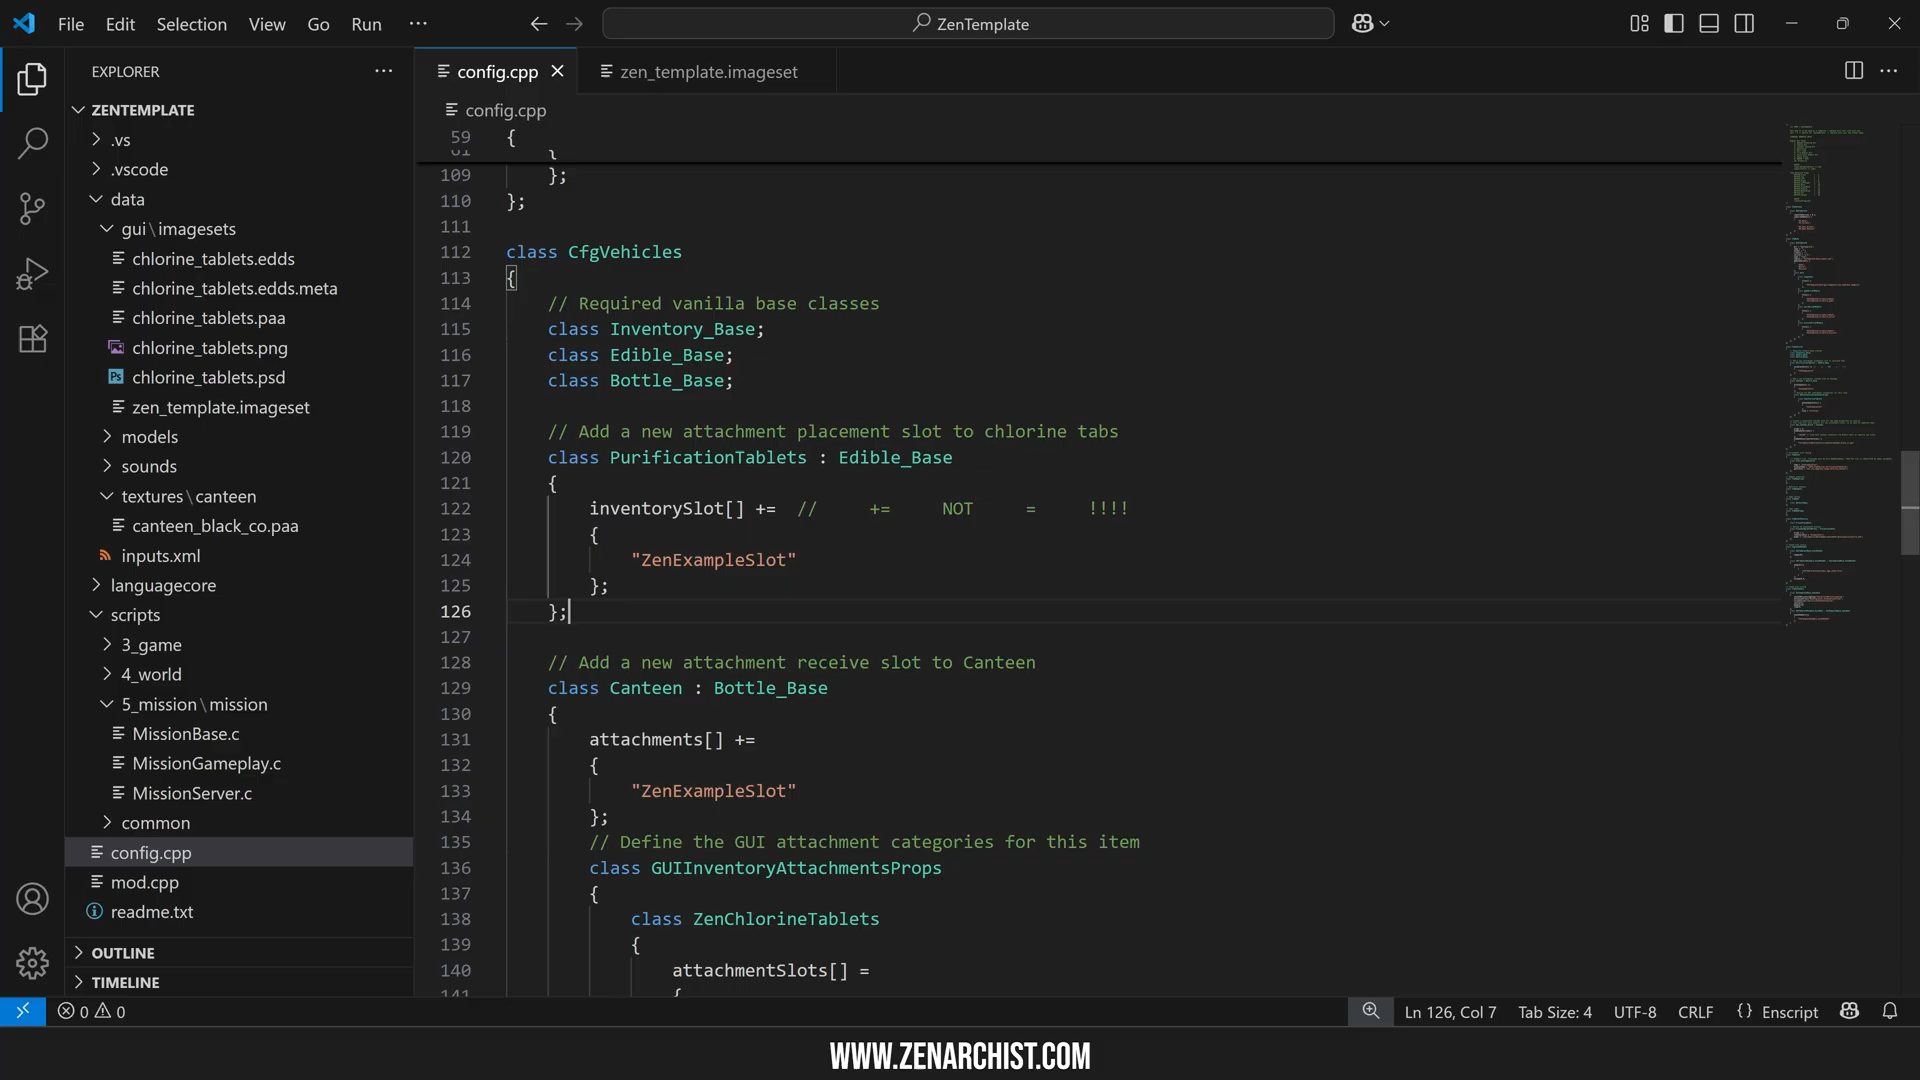 File Edit Selection View Go Run ···
ZenTemplate
EXPLORER ···
config.cpp
zen_template.imageset
ZENTEMPLATE
config.cpp
.vs
.vscode
data
gui\imagesets
chlorine_tablets.edds
chlorine_tablets.edds.meta
chlorine_tablets.paa
chlorine_tablets.png
Ps chlorine_tablets.psd
zen_template.imageset
models
sounds
textures\canteen
canteen_black_co.paa
inputs.xml
languagecore
scripts
3_game
4_world
5_mission\mission
MissionBase.c
MissionGameplay.c
MissionServer.c
common
config.cpp
mod.cpp
readme.txt
OUTLINE
TIMELINE
59 {
61 {
109 };
110 };
111
112 class CfgVehicles
113 {
114 // Required vanilla base classes
115 class Inventory_Base;
116 class Edible_Base;
117 class Bottle_Base;
118
119 // Add a new attachment placement slot to chlorine tabs
120 class PurificationTablets : Edible_Base
121 {
122 inventorySlot[] += // += NOT = !!!!
123 {
124 "ZenExampleSlot"
125 };
126 };
127
128 // Add a new attachment receive slot to Canteen
129 class Canteen : Bottle_Base
130 {
131 attachments[] +=
132 {
133 "ZenExampleSlot"
134 };
135 // Define the GUI attachment categories for this item
136 class GUIInventoryAttachmentsProps
137 {
138 class ZenChlorineTablets
139 {
140 attachmentSlots[] =
141 {
0 0
Ln 126, Col 7 Tab Size: 4 UTF-8 CRLF {} Enscript
WWW.ZENARCHIST.COM